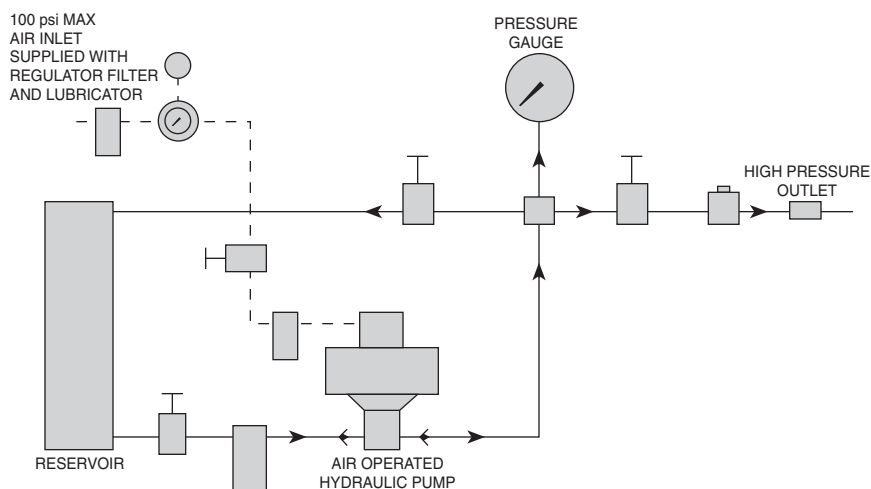 100 psi MAX
AIR INLET
SUPPLIED WITH
REGULATOR FILTER
AND LUBRICATOR
PRESSURE
GAUGE
HIGH PRESSURE
OUTLET
RESERVOIR
AIR OPERATED
HYDRAULIC PUMP